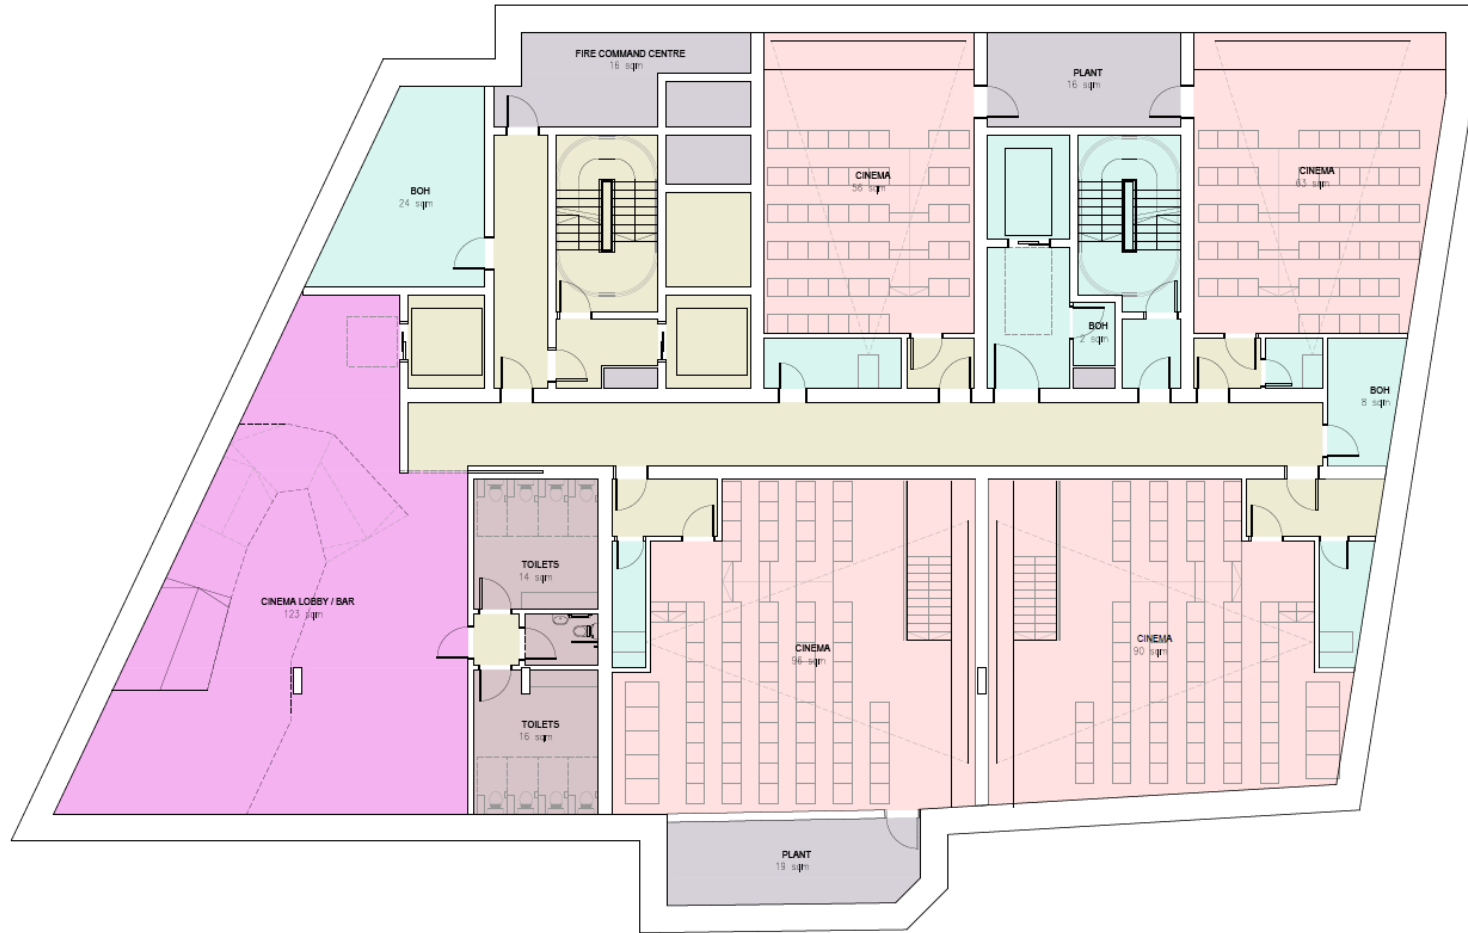 FIRE COMMAND CENTRE
16 sqm
PLANT
16 sqm
CINEMA
56 sqm
CINEMA
63 sqm
BOH
24 sqm
BOH
2 sqm
BOH
8 sqm
TOILETS
14 sqm
CINEMA LOBBY / BAR
123 sqm
CINEMA
96 sqm
CINEMA
90 sqm
TOILETS
16 sqm
PLANT
19 sqm